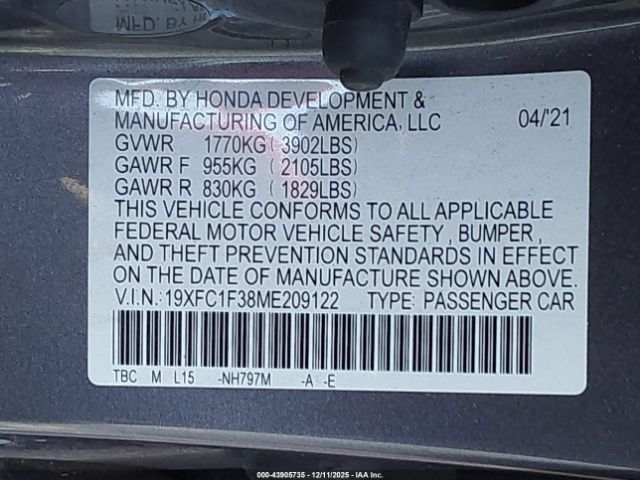 MFD. BY HONDA DEVELOPMENT &
MANUFACTURING OF AMERICA, LLC 04/'21
GVWR 1770KG ( 3902LBS)
GAWR F 955KG ( 2105LBS)
GAWR R 830KG ( 1829LBS)
THIS VEHICLE CONFORMS TO ALL APPLICABLE
FEDERAL MOTOR VEHICLE SAFETY , BUMPER ,
AND THEFT PREVENTION STANDARDS IN EFFECT
ON THE DATE OF MANUFACTURE SHOWN ABOVE.
V.I.N.:19XFC1F38ME209122 TYPE: PASSENGER CAR
TBC M L15 -NH797M -A -E
000-43905735 - 12/11/2025 - IAA Inc.